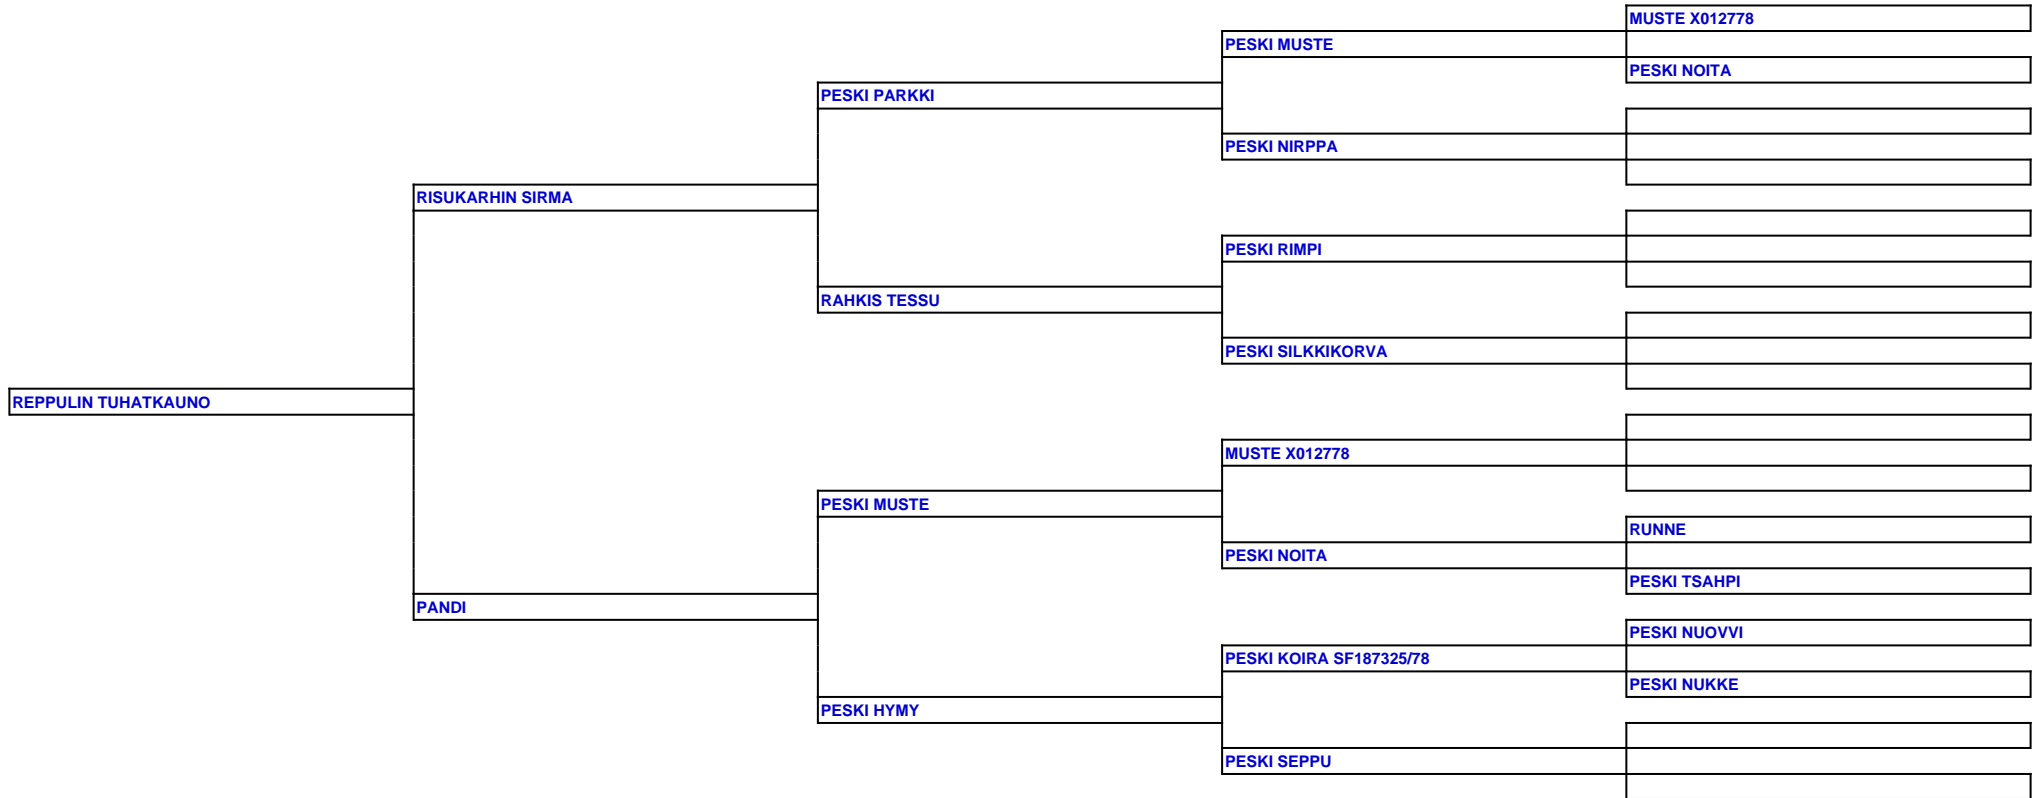 MUSTE X012778
PESKI MUSTE
PESKI NOITA
PESKI PARKKI
PESKI NIRPPA
RISUKARHIN SIRMA
PESKI RIMPI
RAHKIS TESSU
PESKI SILKKIKORVA
REPPULIN TUHATKAUNO
MUSTE X012778
PESKI MUSTE
RUNNE
PESKI NOITA
PESKI TSAHPI
PANDI
PESKI NUOVVI
PESKI KOIRA SF187325/78
PESKI NUKKE
PESKI HYMY
PESKI SEPPU